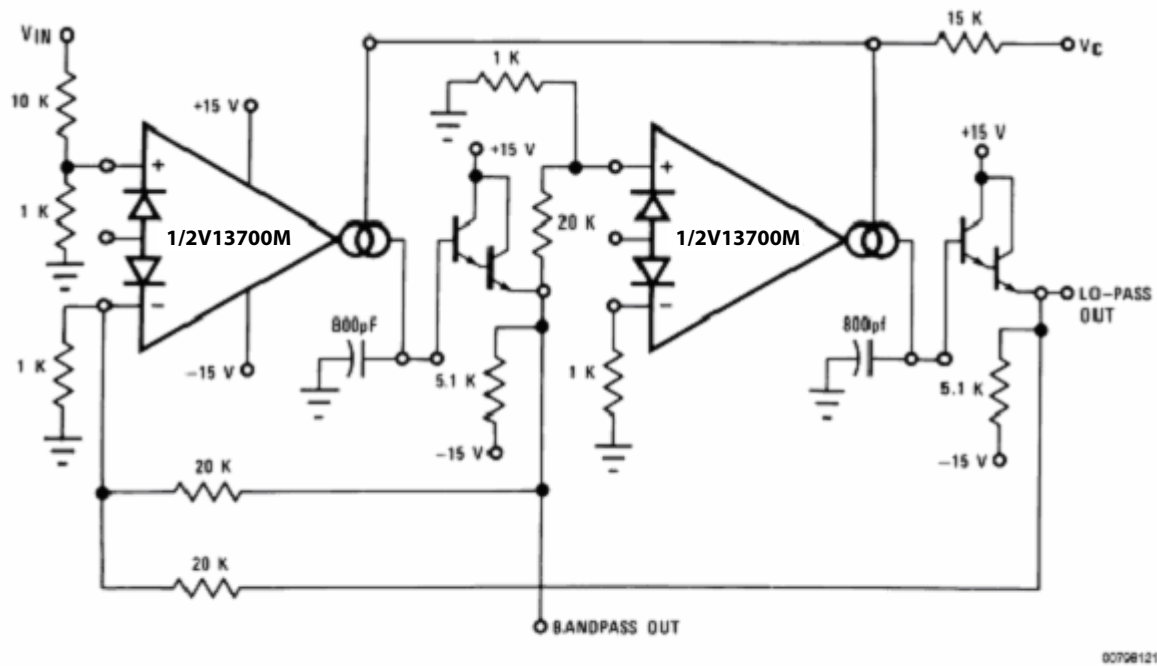 VIN
10 K
1 K
1 K
+15 V
-15 V
+
-
1/2V13700M
800pF
+15 V
5.1 K
-15 V
1 K
20 K
1 K
+
-
1/2V13700M
15 K
VC
+15 V
800pf
5.1 K
-15 V
LO-PASS
OUT
20 K
20 K
BANDPASS OUT
00798121